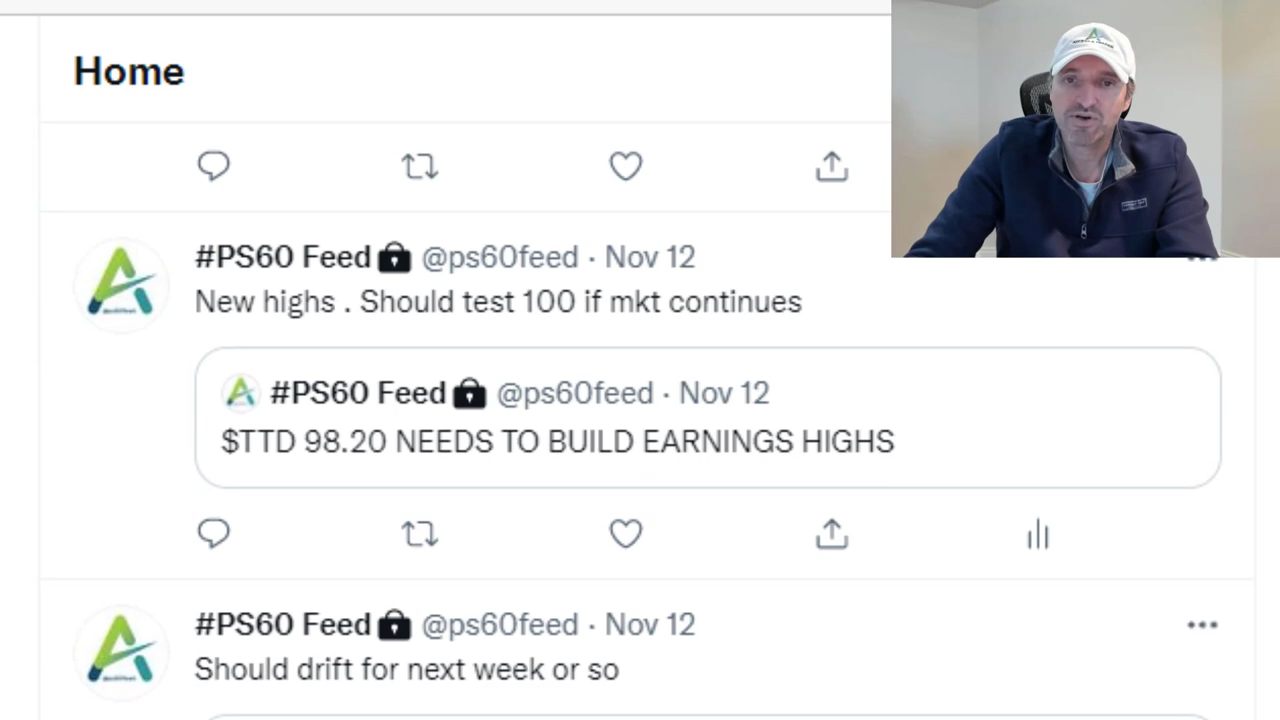 Home
#PS60 Feed🔒 @ps60feed · Nov 12
New highs . Should test 100 if mkt continues
#PS60 Feed🔒 @ps60feed · Nov 12
$TTD 98.20 NEEDS TO BUILD EARNINGS HIGHS
#PS60 Feed🔒 @ps60feed · Nov 12
Should drift for next week or so